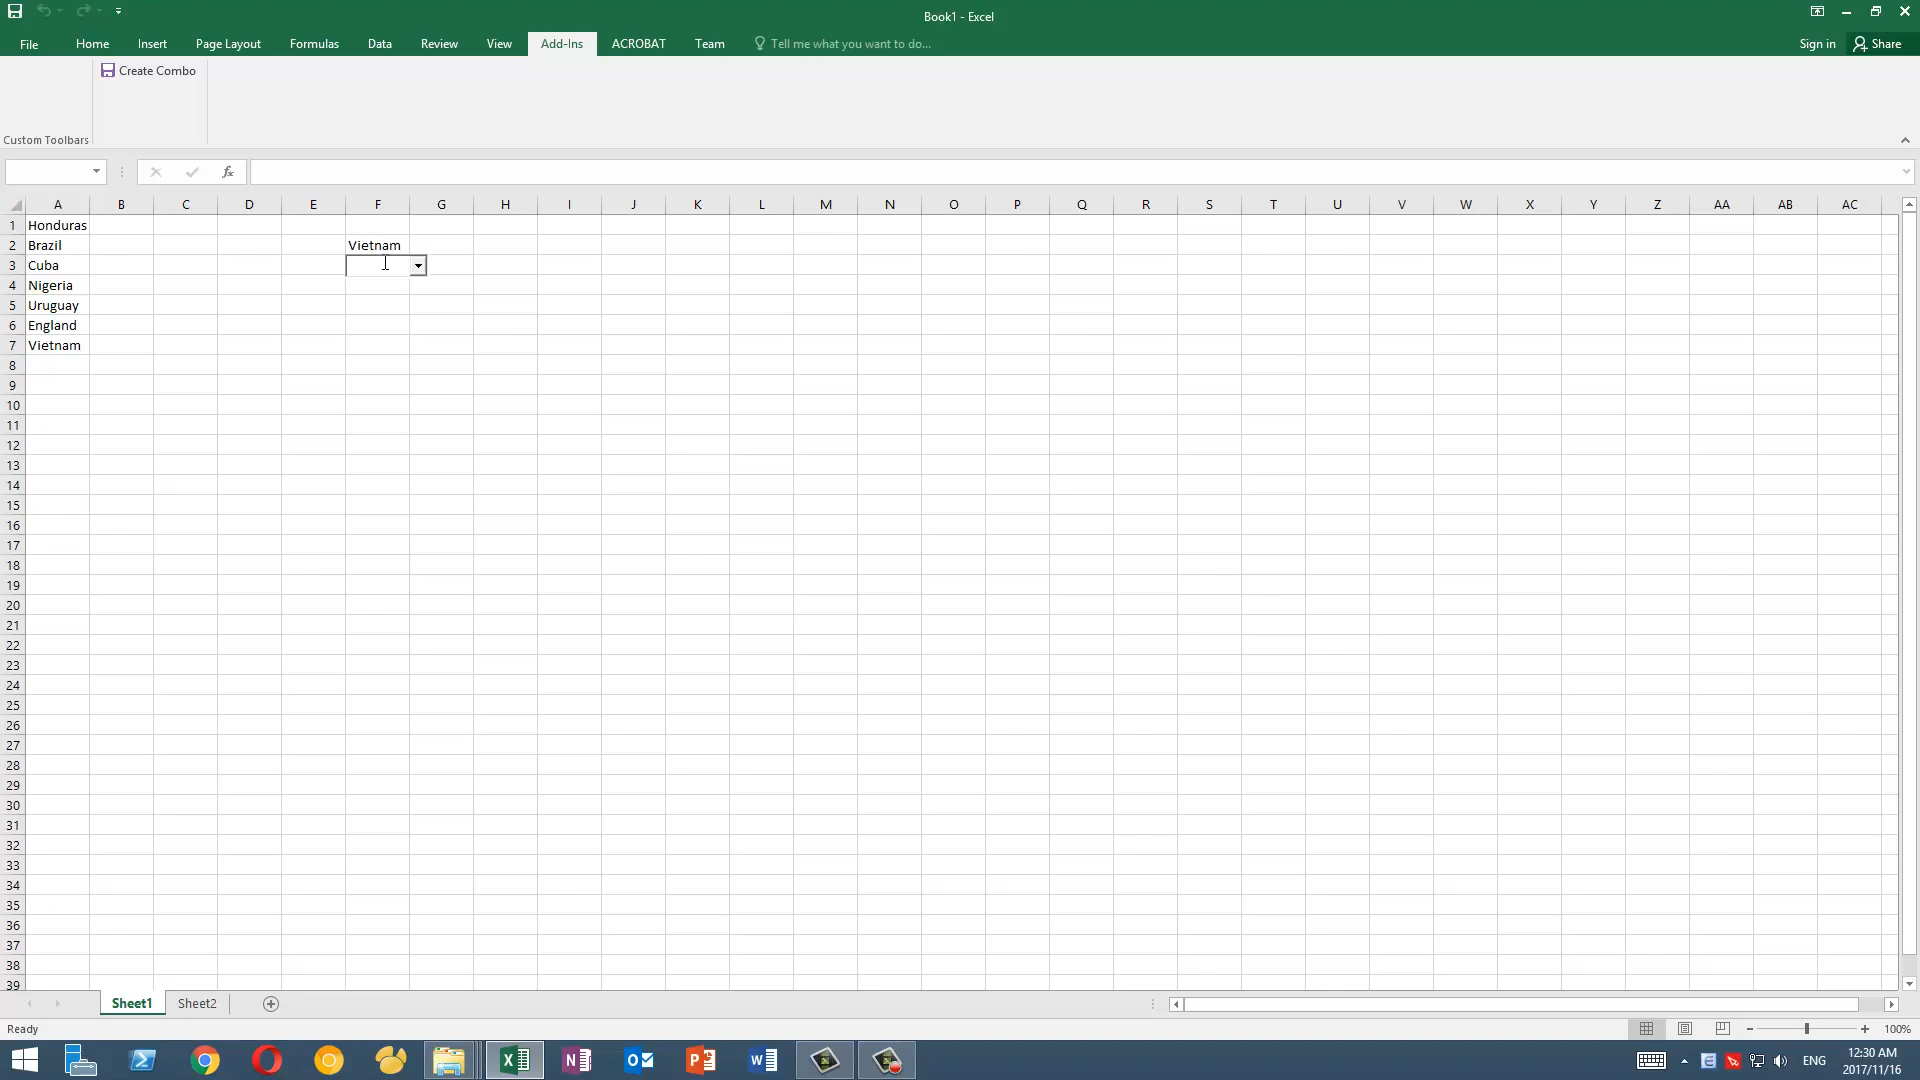 Book1 - Excel
File Home Insert Page Layout Formulas Data Review View Add-Ins ACROBAT Team Tell me what you want to do... Sign in Share
Create Combo
Custom Toolbars
fx
A B C D E F G H I J K L M N O P Q R S T U V W X Y Z AA AB AC
1 Honduras
2 Brazil Vietnam
3 Cuba
4 Nigeria
5 Uruguay
6 England
7 Vietnam
8
9
10
11
12
13
14
15
16
17
18
19
20
21
22
23
24
25
26
27
28
29
30
31
32
33
34
35
36
37
38
39
Sheet1 Sheet2
Ready 100%
ENG 12:30 AM
2017/11/16